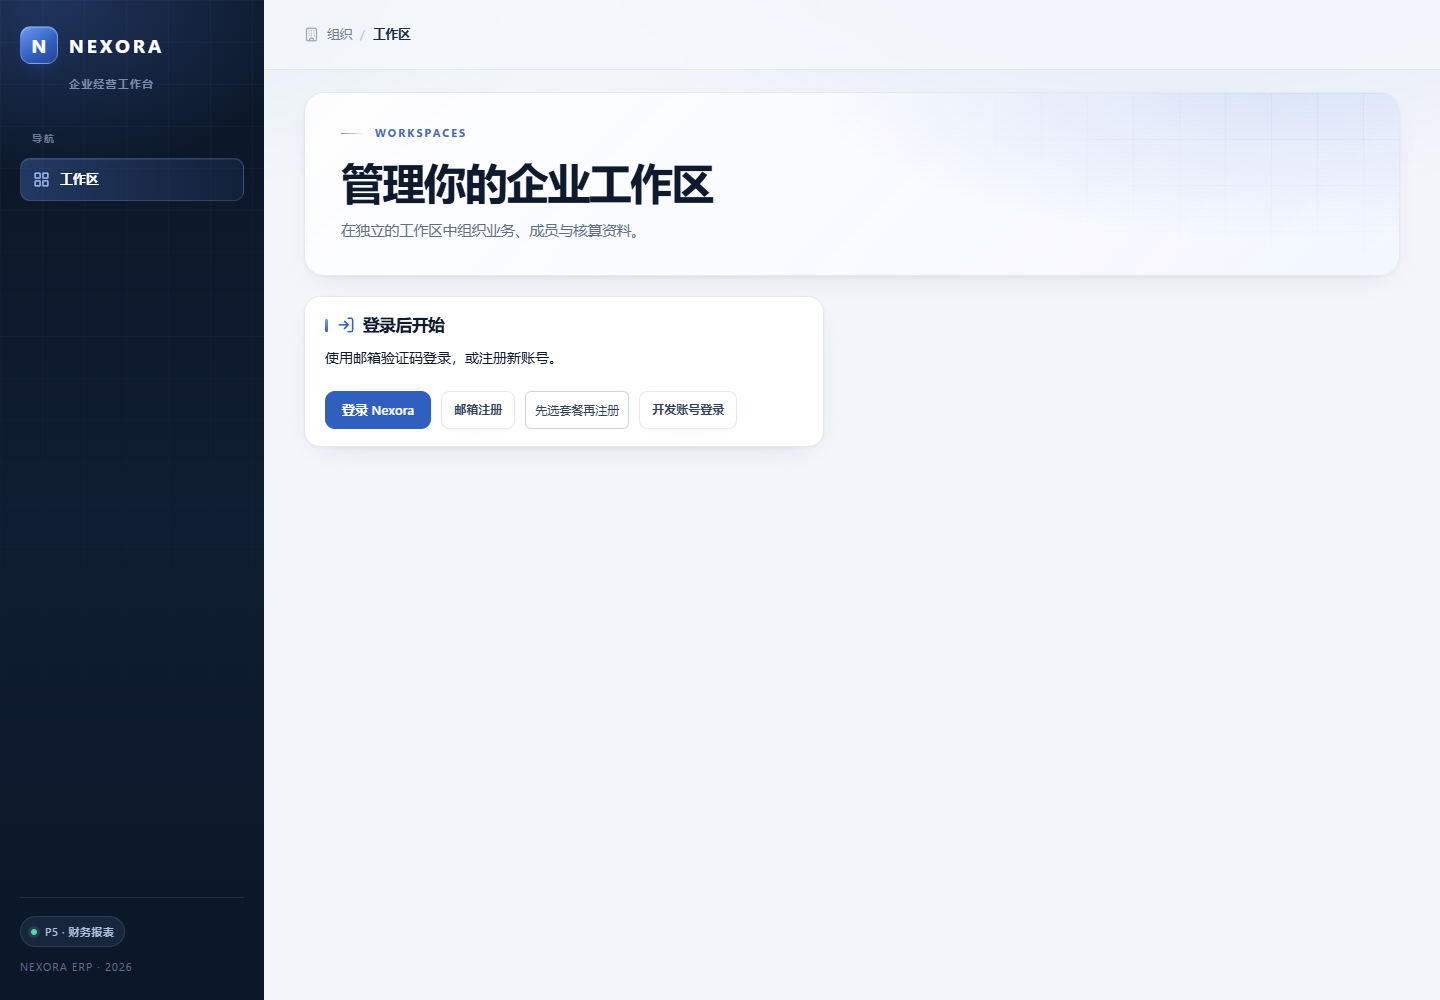 N NEXORA
企业经营工作台
导航
工作区
P5 · 财务报表
NEXORA ERP · 2026
组织 / 工作区
WORKSPACES
管理你的企业工作区
在独立的工作区中组织业务、成员与核算资料。
登录后开始
使用邮箱验证码登录，或注册新账号。
登录 Nexora 邮箱注册 先选套餐再注册 开发账号登录